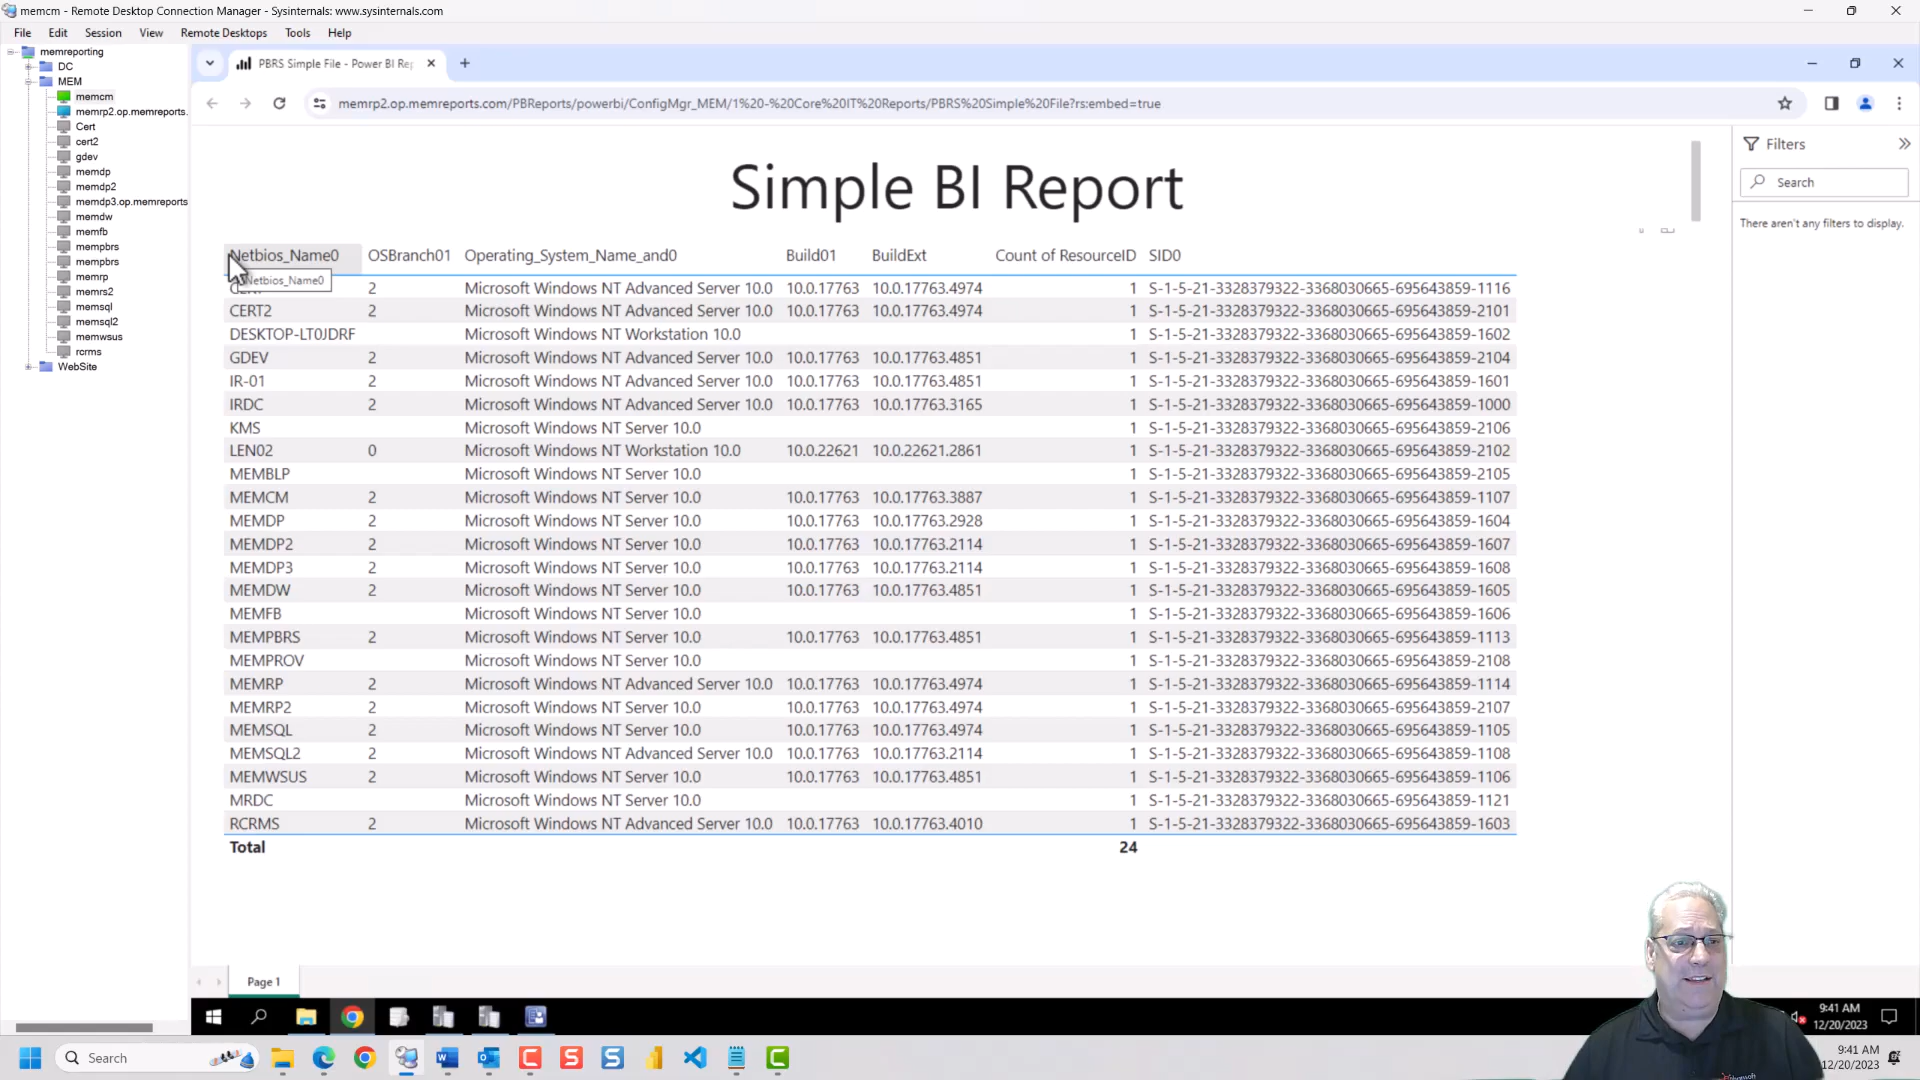 memcm - Remote Desktop Connection Manager - Sysinternals: www.sysinternals.com
File Edit Session View Remote Desktops Tools Help
memreporting
DC
MEM
memcm
memrp2.op.memreports.
Cert
cert2
gdev
memdp
memdp2
memdp3.op.memreports
memdw
memfb
mempbrs
mempbrs
memrp
memrs2
memsql
memsql2
memwsus
rcrms
WebSite
PBRS Simple File - Power BI Rep
memrp2.op.memreports.com/PBReports/powerbi/ConfigMgr_MEM/1%20-%20Core%20IT%20Reports/PBRS%20Simple%20File?rs:embed=true
Simple BI Report
Netbios_Name0 OSBranch01 Operating_System_Name_and0 Build01 BuildExt Count of ResourceID SID0
Netbios_Name0
2 Microsoft Windows NT Advanced Server 10.0 10.0.17763 10.0.17763.4974 1 S-1-5-21-3328379322-3368030665-695643859-1116
CERT2 2 Microsoft Windows NT Advanced Server 10.0 10.0.17763 10.0.17763.4974 1 S-1-5-21-3328379322-3368030665-695643859-2101
DESKTOP-LT0JDRF Microsoft Windows NT Workstation 10.0 1 S-1-5-21-3328379322-3368030665-695643859-1602
GDEV 2 Microsoft Windows NT Advanced Server 10.0 10.0.17763 10.0.17763.4851 1 S-1-5-21-3328379322-3368030665-695643859-2104
IR-01 2 Microsoft Windows NT Advanced Server 10.0 10.0.17763 10.0.17763.4851 1 S-1-5-21-3328379322-3368030665-695643859-1601
IRDC 2 Microsoft Windows NT Advanced Server 10.0 10.0.17763 10.0.17763.3165 1 S-1-5-21-3328379322-3368030665-695643859-1000
KMS Microsoft Windows NT Server 10.0 1 S-1-5-21-3328379322-3368030665-695643859-2106
LEN02 0 Microsoft Windows NT Workstation 10.0 10.0.22621 10.0.22621.2861 1 S-1-5-21-3328379322-3368030665-695643859-2102
MEMBLP Microsoft Windows NT Server 10.0 1 S-1-5-21-3328379322-3368030665-695643859-2105
MEMCM 2 Microsoft Windows NT Server 10.0 10.0.17763 10.0.17763.3887 1 S-1-5-21-3328379322-3368030665-695643859-1107
MEMDP 2 Microsoft Windows NT Server 10.0 10.0.17763 10.0.17763.2928 1 S-1-5-21-3328379322-3368030665-695643859-1604
MEMDP2 2 Microsoft Windows NT Server 10.0 10.0.17763 10.0.17763.2114 1 S-1-5-21-3328379322-3368030665-695643859-1607
MEMDP3 2 Microsoft Windows NT Server 10.0 10.0.17763 10.0.17763.2114 1 S-1-5-21-3328379322-3368030665-695643859-1608
MEMDW 2 Microsoft Windows NT Server 10.0 10.0.17763 10.0.17763.4851 1 S-1-5-21-3328379322-3368030665-695643859-1605
MEMFB Microsoft Windows NT Server 10.0 1 S-1-5-21-3328379322-3368030665-695643859-1606
MEMPBRS 2 Microsoft Windows NT Server 10.0 10.0.17763 10.0.17763.4851 1 S-1-5-21-3328379322-3368030665-695643859-1113
MEMPROV Microsoft Windows NT Server 10.0 1 S-1-5-21-3328379322-3368030665-695643859-2108
MEMRP 2 Microsoft Windows NT Advanced Server 10.0 10.0.17763 10.0.17763.4974 1 S-1-5-21-3328379322-3368030665-695643859-1114
MEMRP2 2 Microsoft Windows NT Server 10.0 10.0.17763 10.0.17763.4974 1 S-1-5-21-3328379322-3368030665-695643859-2107
MEMSQL 2 Microsoft Windows NT Server 10.0 10.0.17763 10.0.17763.4974 1 S-1-5-21-3328379322-3368030665-695643859-1105
MEMSQL2 2 Microsoft Windows NT Advanced Server 10.0 10.0.17763 10.0.17763.2114 1 S-1-5-21-3328379322-3368030665-695643859-1108
MEMWSUS 2 Microsoft Windows NT Server 10.0 10.0.17763 10.0.17763.4851 1 S-1-5-21-3328379322-3368030665-695643859-1106
MRDC Microsoft Windows NT Server 10.0 1 S-1-5-21-3328379322-3368030665-695643859-1121
RCRMS 2 Microsoft Windows NT Advanced Server 10.0 10.0.17763 10.0.17763.4010 1 S-1-5-21-3328379322-3368030665-695643859-1603
Total 24
Filters
Search
There aren't any filters to display.
Page 1
9:41 AM
12/20/2023
Search
9:41 AM
12/20/2023